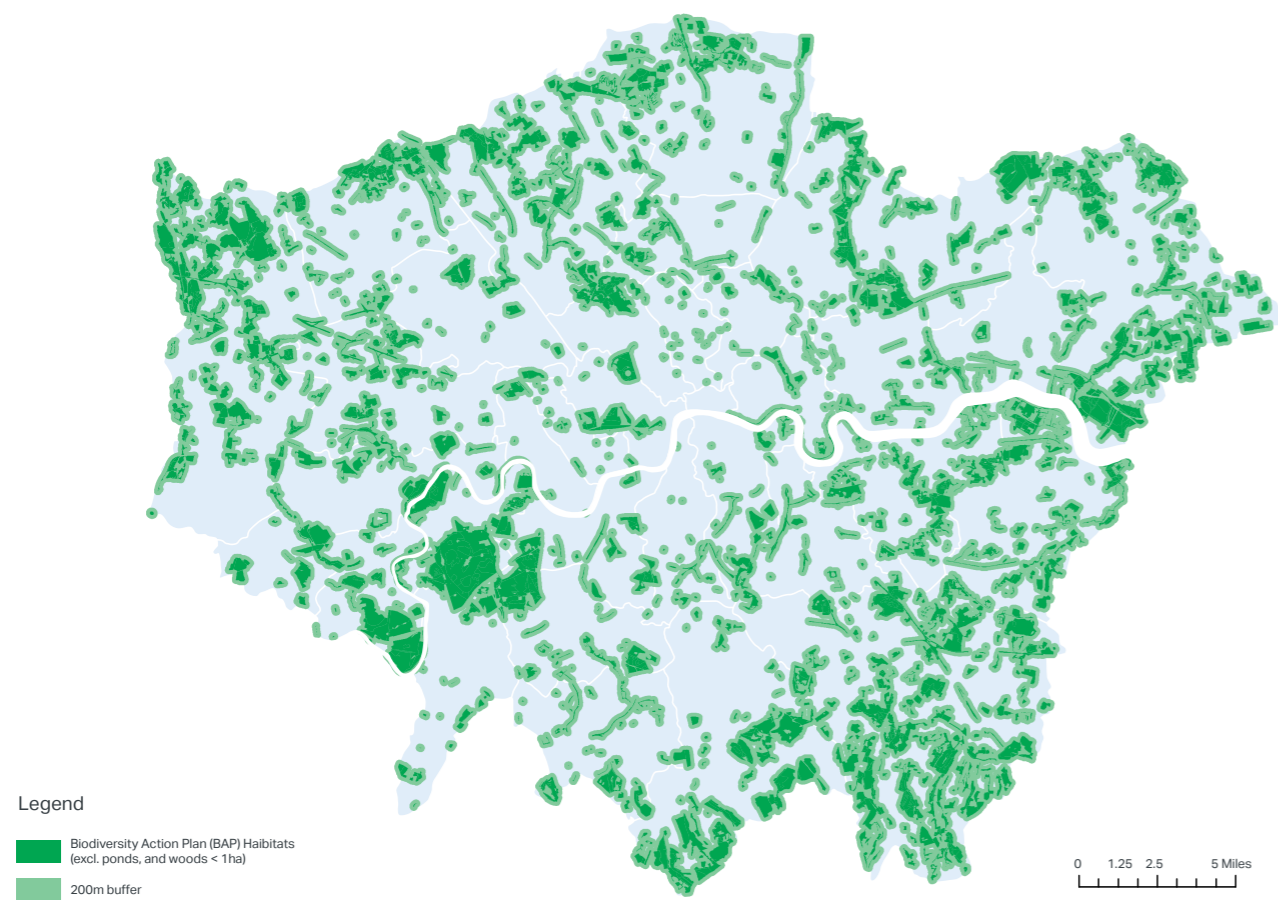 Legend
Biodiversity Action Plan (BAP) Haibitats
(excl. ponds, and woods < 1ha)
200m buffer
0 1.25 2.5 5 Miles